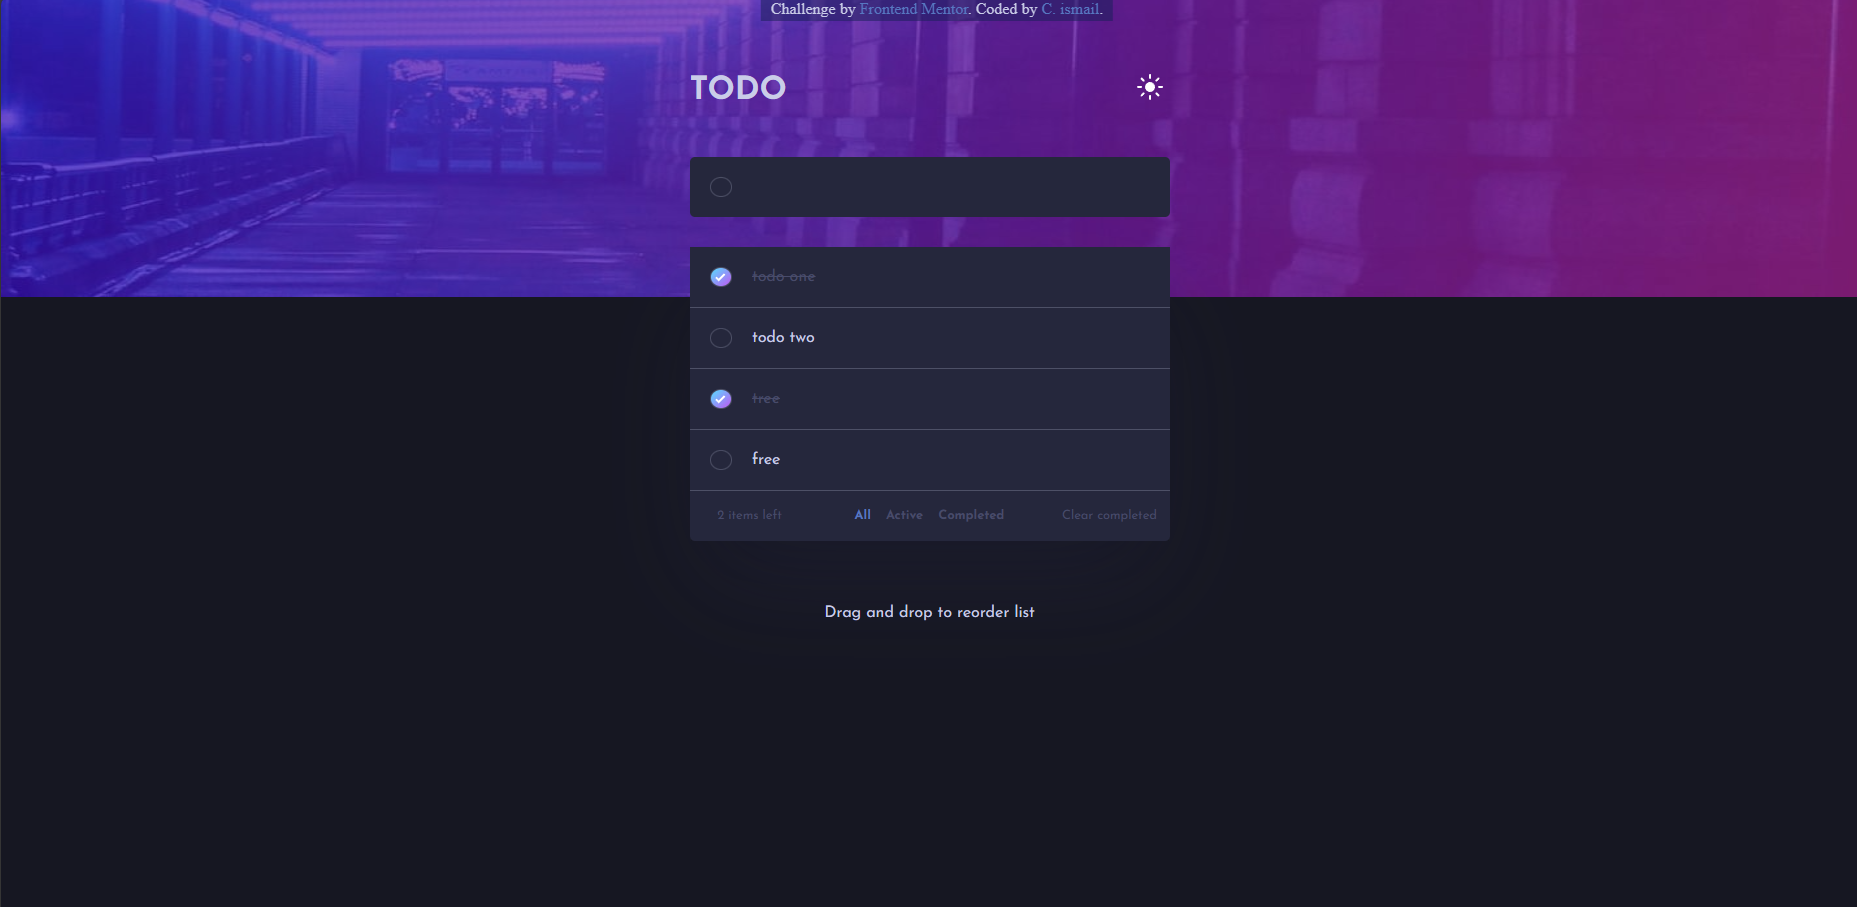 Challenge by Frontend Mentor. Coded by C. ismail.
TODO
todo one
todo two
tree
free
2 items left All Active Completed Clear completed
Drag and drop to reorder list